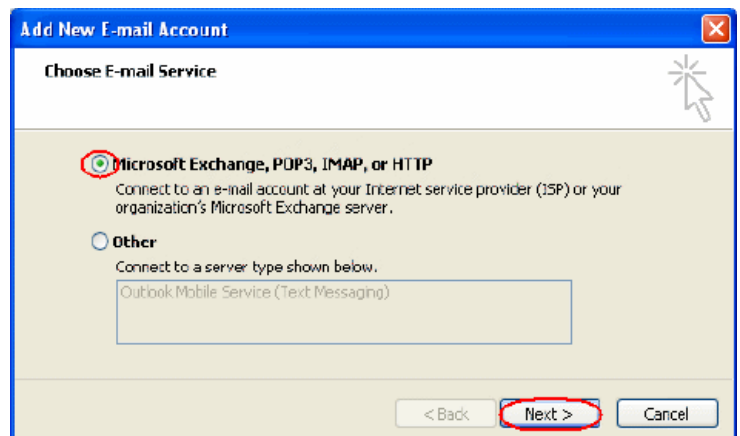 Add New E-mail Account
Choose E-mail Service
Microsoft Exchange, POP3, IMAP, or HTTP
Connect to an e-mail account at your Internet service provider (ISP) or your
organization's Microsoft Exchange server.
Other
Connect to a server type shown below.
Outlook Mobile Service (Text Messaging)
< Back
Next >
Cancel